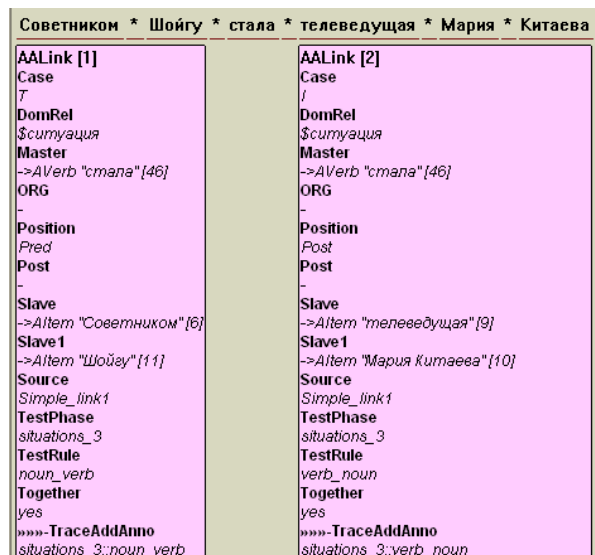 Советником * Шойгу * стала * телеведущая * Мария * Китаева
AALink [1]
Case
T
DomRel
$ситуация
Master
->AVerb "стала" [46]
ORG
-
Position
Pred
Post
-
Slave
->AItem "Советником" [6]
Slave1
->AItem "Шойгу" [11]
Source
Simple_link1
TestPhase
situations_3
TestRule
noun_verb
Together
yes
»»»-TraceAddAnno
situations_3::noun_verb
AALink [2]
Case
I
DomRel
$ситуация
Master
->AVerb "стала" [46]
ORG
-
Position
Post
Post
-
Slave
->AItem "телеведущая" [9]
Slave1
->AItem "Мария Китаева" [10]
Source
Simple_link1
TestPhase
situations_3
TestRule
verb_noun
Together
yes
»»»-TraceAddAnno
situations_3::verb_noun